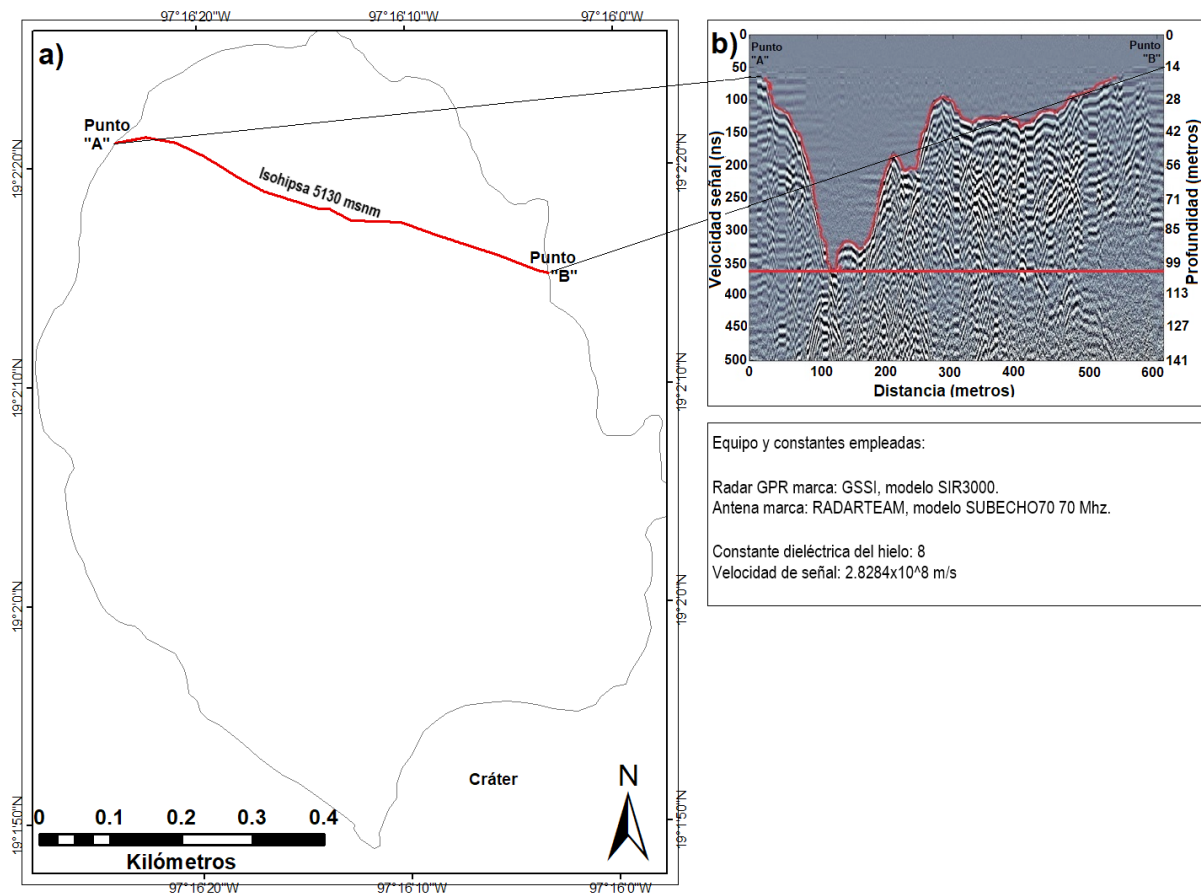 97°16'20"W 97°16'10"W 97°16'0"W
a)
Punto
"A"
Isohipsa 5130 msnm
Punto
"B"
19°2'20"N 19°2'20"N
19°2'10"N 19°2'10"N
19°2'0"N 19°2'0"N
19°1'50"N 19°1'50"N
Cráter
N
0 0.1 0.2 0.3 0.4
Kilómetros
97°16'20"W 97°16'10"W 97°16'0"W
b)
Punto
"A"
Punto
"B"
Velocidad señal (ns)
0
50
100
150
200
250
300
350
400
450
500
0
14
28
42
56
71
85
99
113
127
141
Profundidad (metros)
0 100 200 300 400 500 600
Distancia (metros)
Equipo y constantes empleadas:
Radar GPR marca: GSSI, modelo SIR3000.
Antena marca: RADARTEAM, modelo SUBECHO70 70 Mhz.
Constante dieléctrica del hielo: 8
Velocidad de señal: 2.8284x10^8 m/s